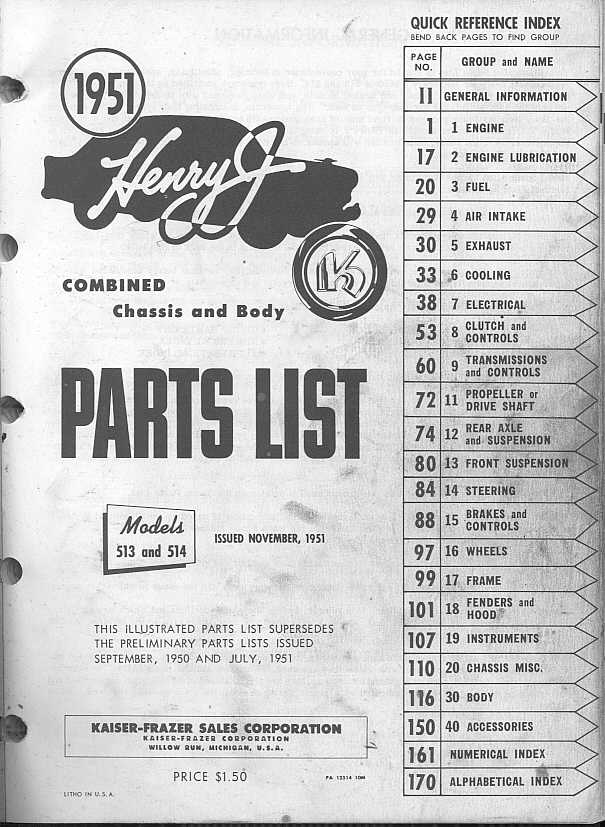 1951
Henry J
K
COMBINED
Chassis and Body
PARTS LIST
Models
513 and 514
ISSUED NOVEMBER, 1951
THIS ILLUSTRATED PARTS LIST SUPERSEDES
THE PRELIMINARY PARTS LISTS ISSUED
SEPTEMBER, 1950 AND JULY, 1951
KAISER-FRAZER SALES CORPORATION
KAISER-FRAZER CORPORATION
WILLOW RUN, MICHIGAN, U.S.A.
PRICE $1.50
PA 12514 10M
LITHO IN U.S.A.
QUICK REFERENCE INDEX
BEND BACK PAGES TO FIND GROUP
PAGE NO. GROUP and NAME
II GENERAL INFORMATION
1 1 ENGINE
17 2 ENGINE LUBRICATION
20 3 FUEL
29 4 AIR INTAKE
30 5 EXHAUST
33 6 COOLING
38 7 ELECTRICAL
53 8 CLUTCH and
CONTROLS
60 9 TRANSMISSIONS
and CONTROLS
72 11 PROPELLER or
DRIVE SHAFT
74 12 REAR AXLE
and SUSPENSION
80 13 FRONT SUSPENSION
84 14 STEERING
88 15 BRAKES and
CONTROLS
97 16 WHEELS
99 17 FRAME
101 18 FENDERS and
HOOD
107 19 INSTRUMENTS
110 20 CHASSIS MISC.
116 30 BODY
150 40 ACCESSORIES
161 NUMERICAL INDEX
170 ALPHABETICAL INDEX